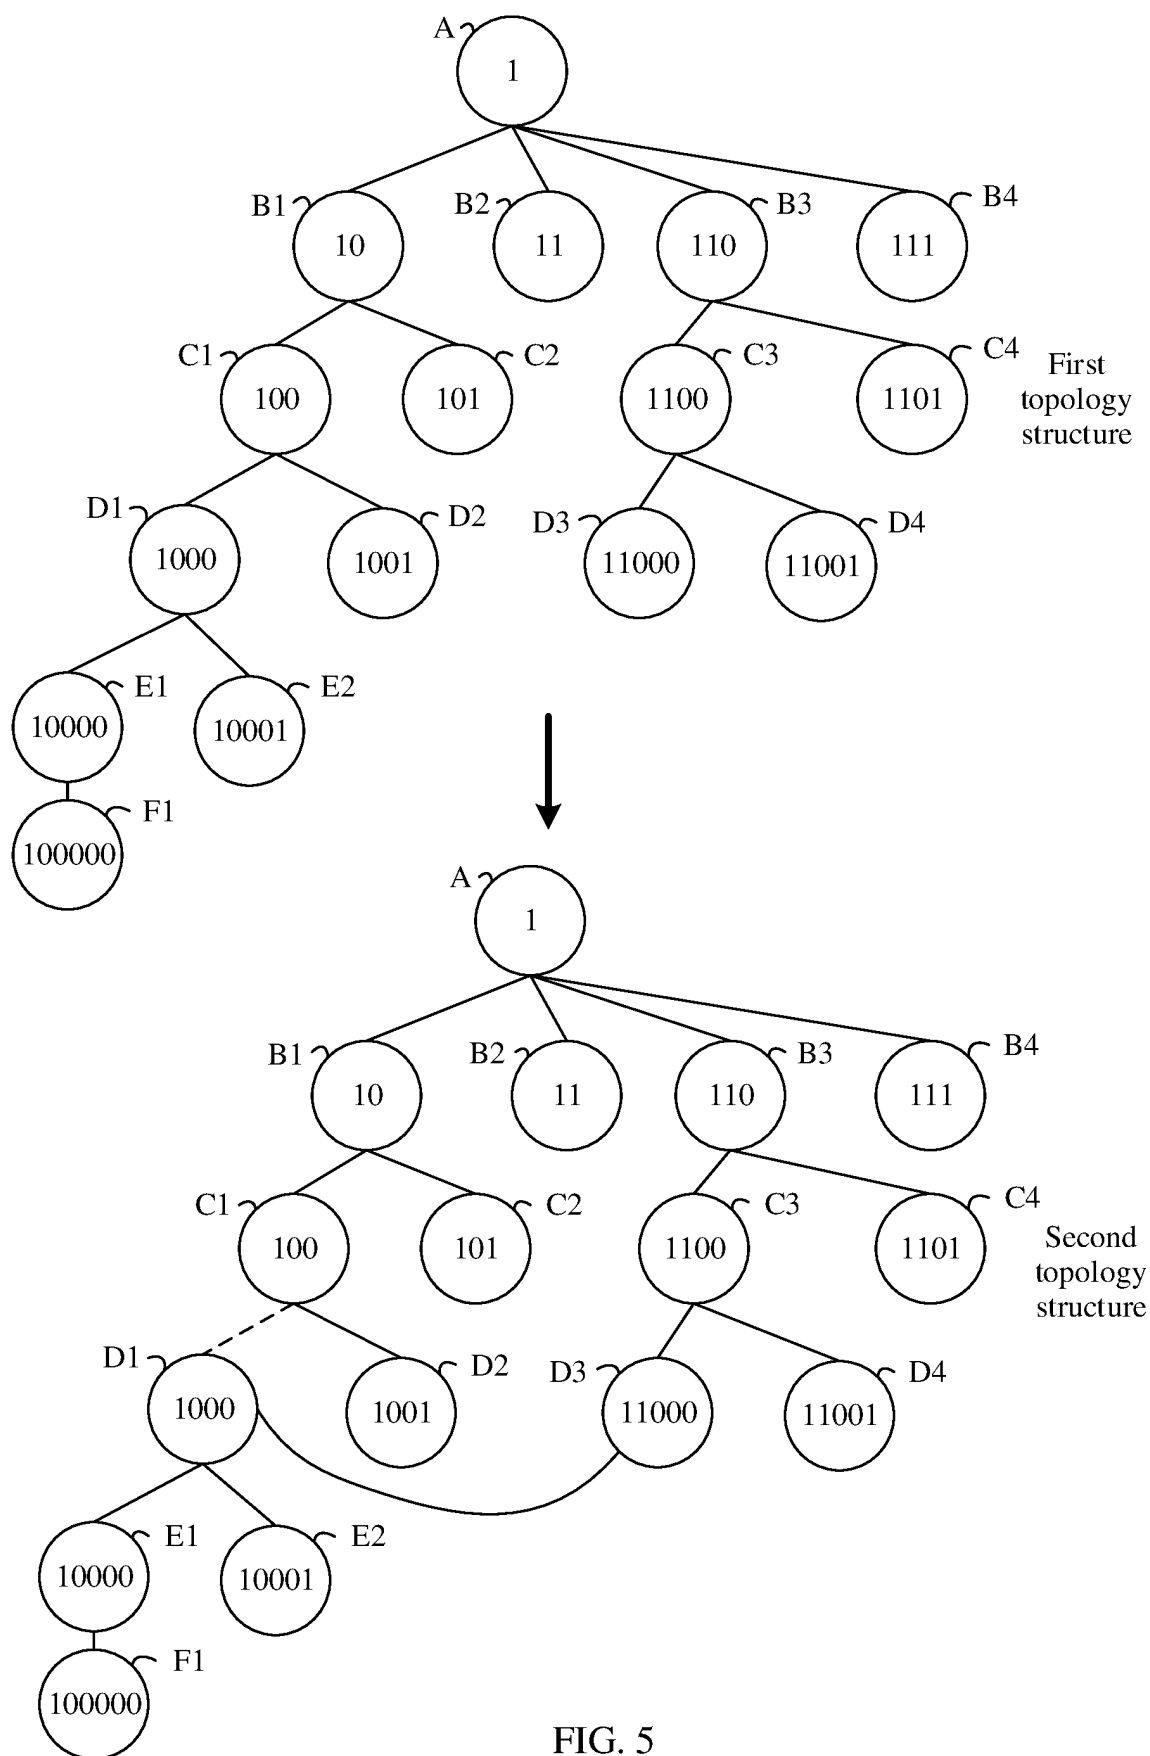 A
1
B1
B2
B3
B4
10
11
110
111
C1
C2
C3
C4
First
topology
structure
100
101
1100
1101
D1
D2
D3
D4
1000
1001
11000
11001
E1
E2
10000
10001
F1
100000
A
1
B1
B2
B3
B4
10
11
110
111
C1
C2
C3
C4
Second
topology
structure
100
101
1100
1101
D1
D2
D3
D4
1000
1001
11000
11001
E1
E2
10000
10001
F1
100000
FIG. 5